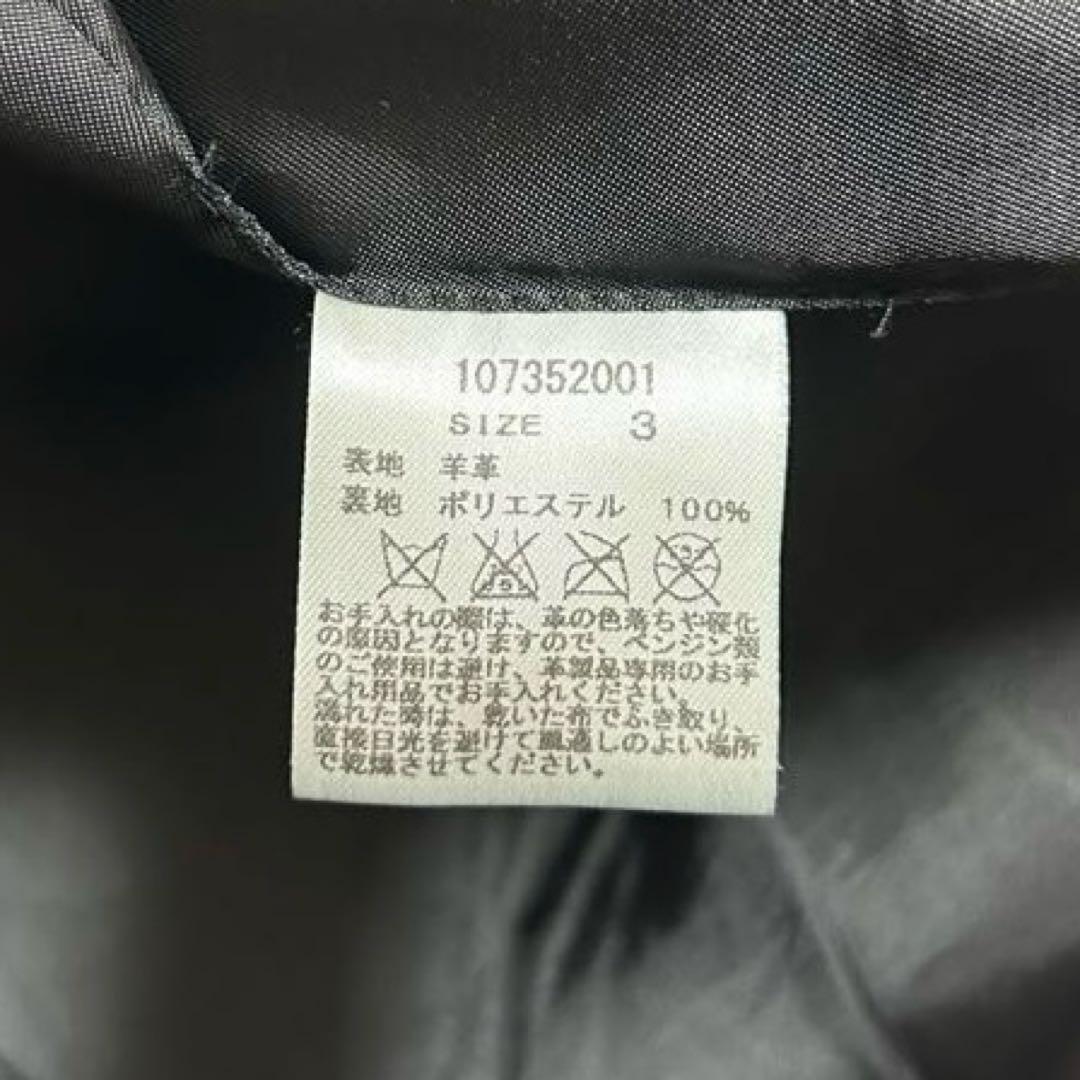 107352001
SIZE 3
表地 羊革
裏地 ポリエステル 100%
お手入れの際は、革の色落ちや硬化
の原因となりますので、ベンジン類
のご使用は避け、革製品専用のお手
入れ用品でお手入れください。
濡れた時は、乾いた布でふき取り、
直接日光を避けて風通しのよい場所
で乾燥させてください。